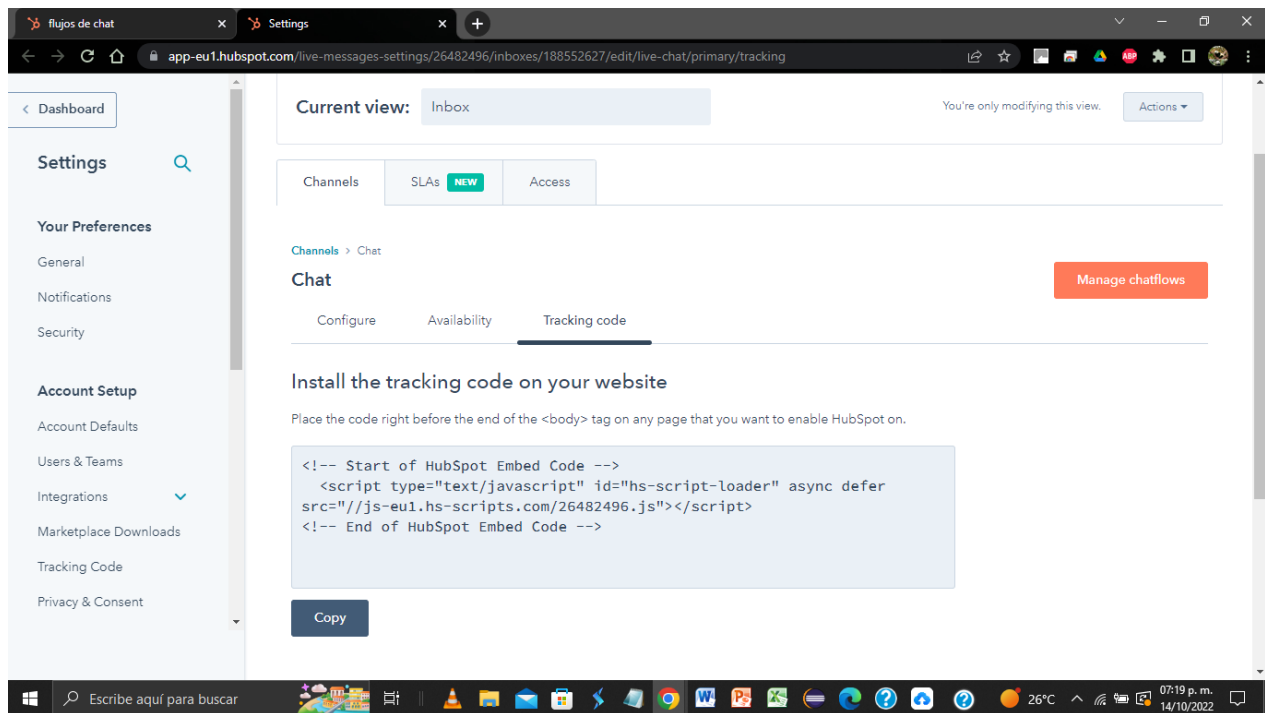 flujos de chat
Settings
app-eu1.hubspot.com/live-messages-settings/26482496/inboxes/188552627/edit/live-chat/primary/tracking
ABP
Dashboard
Settings
Your Preferences
General
Notifications
Security
Account Setup
Account Defaults
Users & Teams
Integrations
Marketplace Downloads
Tracking Code
Privacy & Consent
Current view: Inbox
You're only modifying this view.
Actions
Channels SLAs NEW Access
Channels > Chat
Chat
Manage chatflows
Configure Availability Tracking code
Install the tracking code on your website
Place the code right before the end of the <body> tag on any page that you want to enable HubSpot on.
<!-- Start of HubSpot Embed Code -->
<script type="text/javascript" id="hs-script-loader" async defer
src="//js-eu1.hs-scripts.com/26482496.js"></script>
<!-- End of HubSpot Embed Code -->
Copy
Escribe aquí para buscar
26°C
07:19 p. m.
14/10/2022